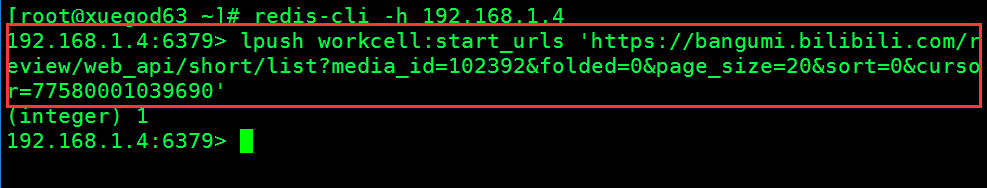 [root@xuegod63 ~]# redis-cli -h 192.168.1.4
192.168.1.4:6379> lpush workcell:start_urls 'https://bangumi.bilibili.com/r
eview/web_api/short/list?media_id=102392&folded=0&page_size=20&sort=0&curso
r=77580001039690'
(integer) 1
192.168.1.4:6379>